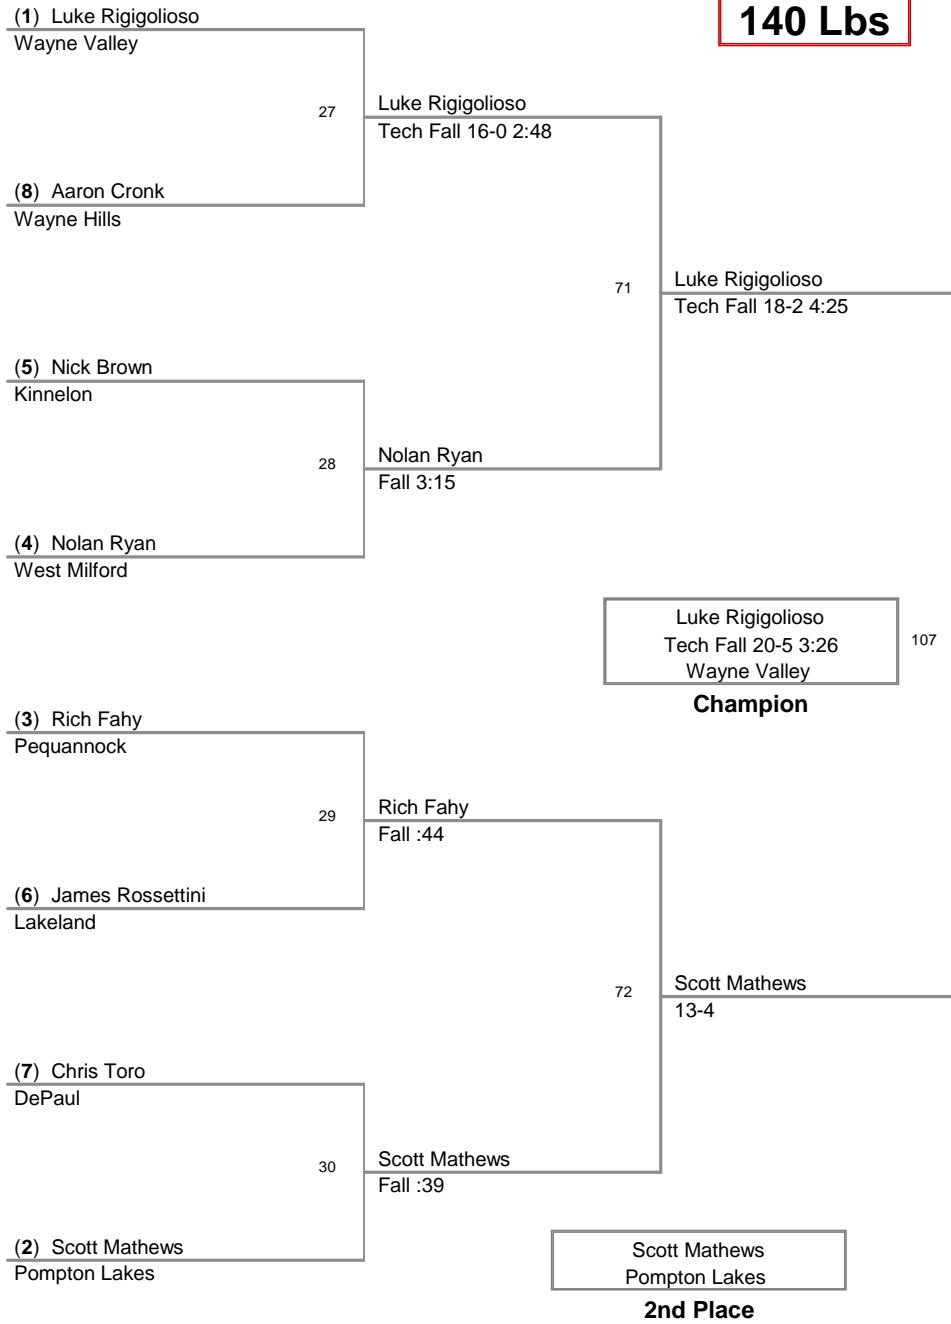 (1) Luke Rigigolioso
140 Lbs
Wayne Valley
27
Luke Rigigolioso
Tech Fall 16-0 2:48
(8) Aaron Cronk
Wayne Hills
71
Luke Rigigolioso
Tech Fall 18-2 4:25
(5) Nick Brown
Kinnelon
28
Nolan Ryan
Fall 3:15
(4) Nolan Ryan
West Milford
Luke Rigigolioso
Tech Fall 20-5 3:26
Wayne Valley
107
Champion
(3) Rich Fahy
Pequannock
29
Rich Fahy
Fall :44
(6) James Rossettini
Lakeland
72
Scott Mathews
13-4
(7) Chris Toro
DePaul
30
Scott Mathews
Fall :39
(2) Scott Mathews
Pompton Lakes
Scott Mathews
Pompton Lakes
2nd Place